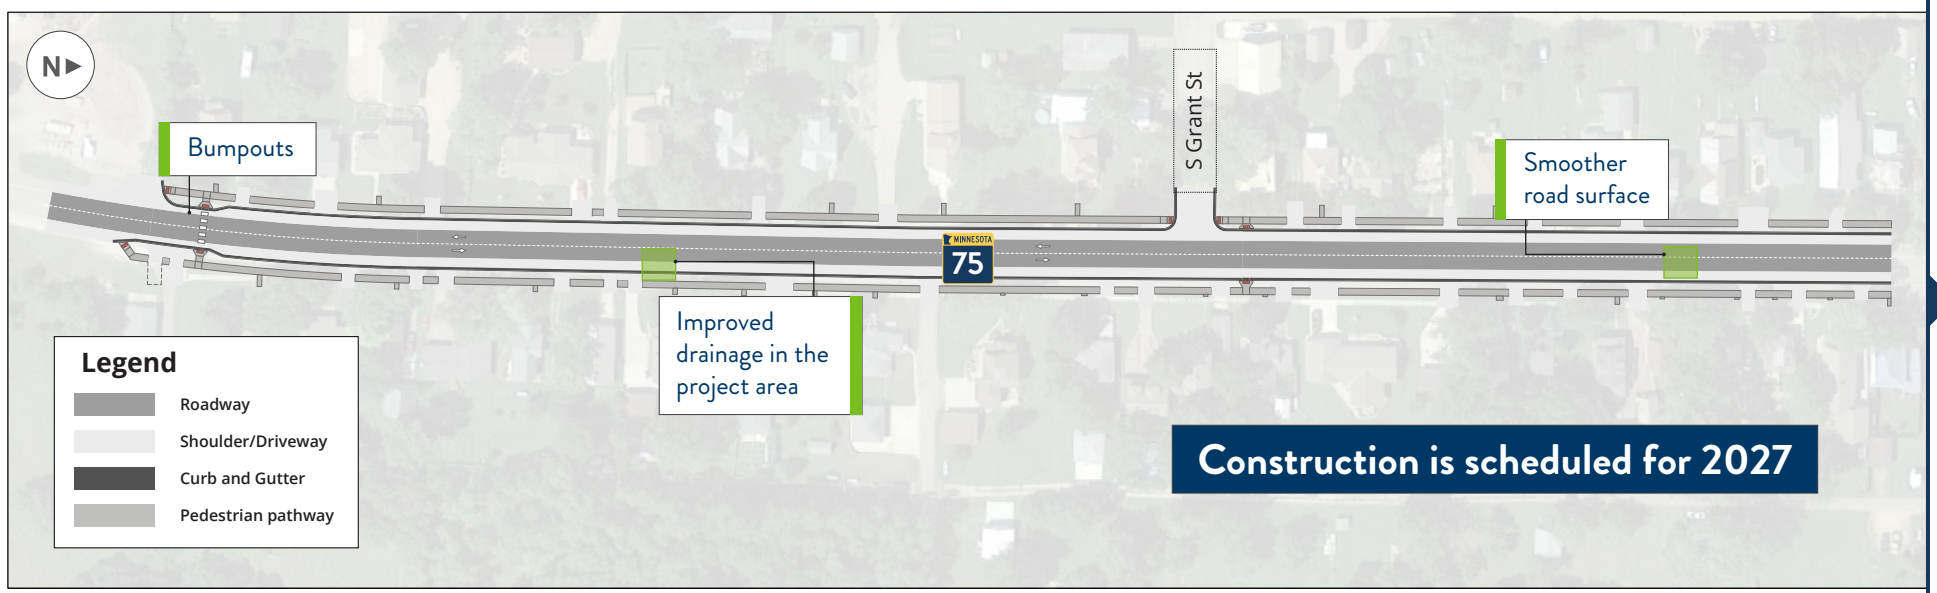 N
Bumpouts
S Grant St
Smoother
road surface
MINNESOTA
75
Improved
drainage in the
project area
Legend
Roadway
Shoulder/Driveway
Curb and Gutter
Pedestrian pathway
Construction is scheduled for 2027